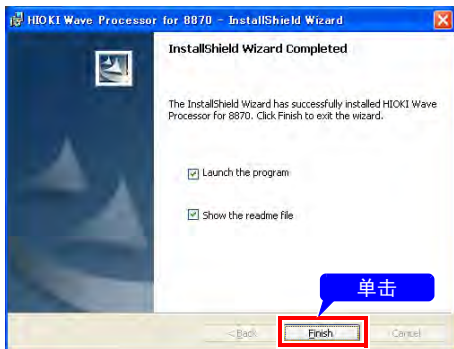 HIOKI Wave Processor for 8870 - InstallShield Wizard
InstallShield Wizard Completed
The InstallShield Wizard has successfully installed HIOKI Wave
Processor for 8870. Click Finish to exit the wizard.
Launch the program
Show the readme file
单击
< Back Finish Cancel